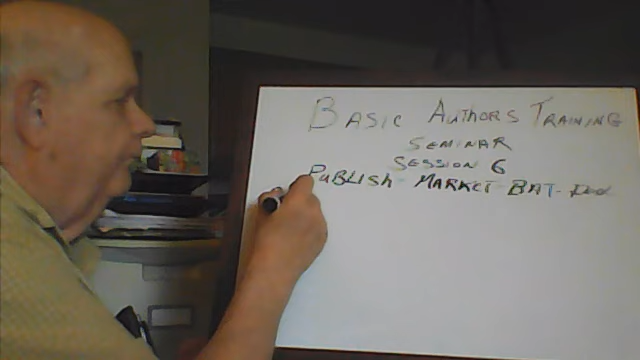 Basic Authors Training
Seminar
Session 6
Publish - Market - BAT -